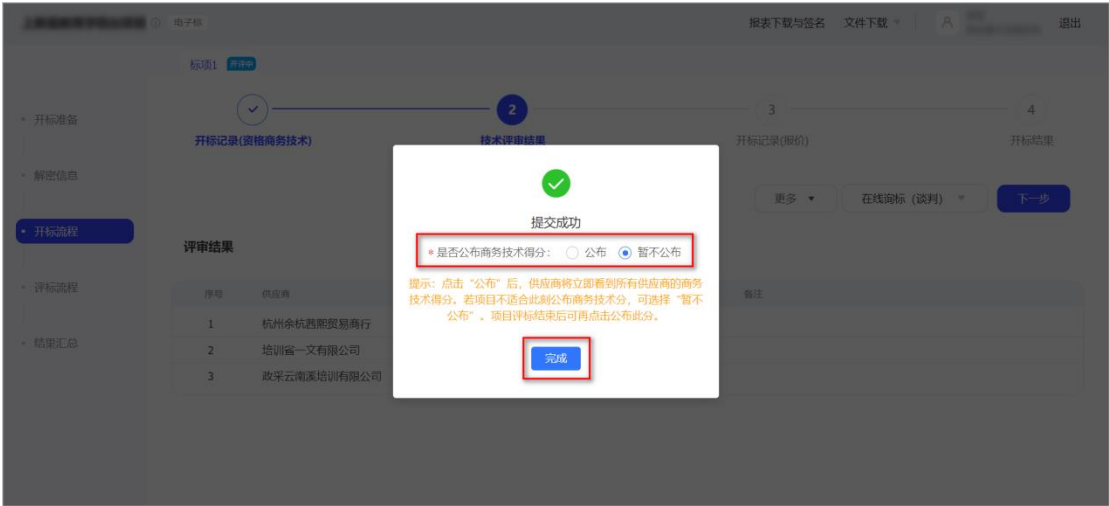 电子标
报表下载与签名 文件下载 退出
标项1 开评中
2 3 4
开标记录(资格商务技术) 技术评审结果 开标记录(报价) 开标结果
开标准备
解密信息
开标流程
评标流程
结果汇总
更多 在线询标（谈判） 下一步
评审结果
序号 供应商 备注
1 杭州余杭茜熙贸易商行
2 培训省一文有限公司
3 政采云南溪培训有限公司
提交成功
*是否公布商务技术得分： 公布 暂不公布
提示：点击“公布”后，供应商将立即看到所有供应商的商务
技术得分。若项目不适合此刻公布商务技术分，可选择“暂不
公布”。项目评标结束后可再点击公布此分。
完成